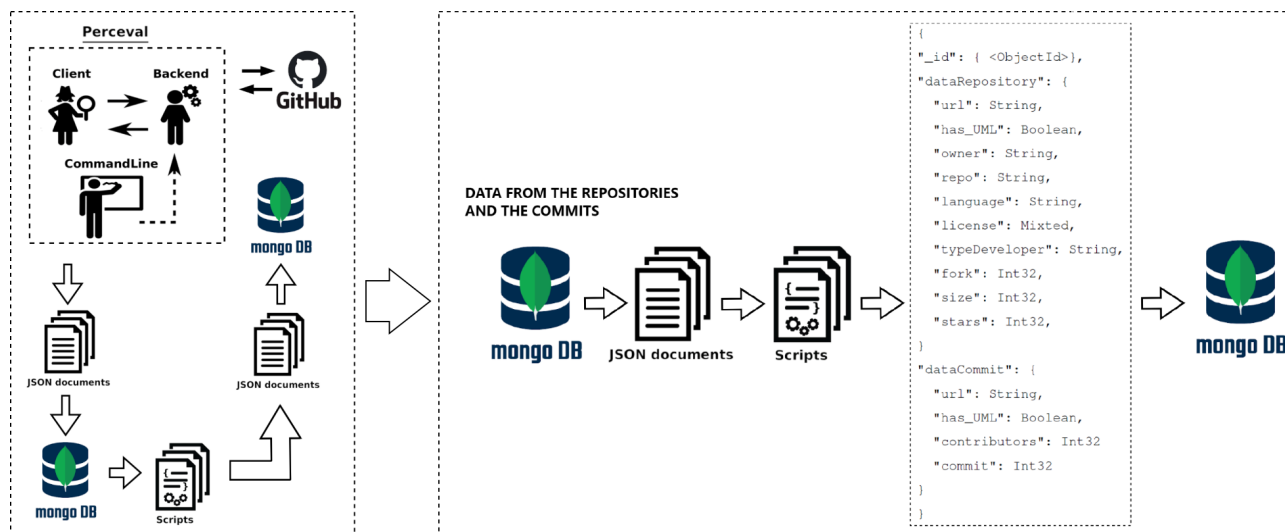 Perceval
Client
Backend
GitHub
CommandLine
mongo DB
JSON documents
JSON documents
mongo DB
Scripts
DATA FROM THE REPOSITORIES
AND THE COMMITS
mongo DB
JSON documents
Scripts
{
"_id": { <ObjectId>},
"dataRepository": {
"url": String,
"has_UML": Boolean,
"owner": String,
"repo": String,
"language": String,
"license": Mixted,
"typeDeveloper": String,
"fork": Int32,
"size": Int32,
"stars": Int32,
}
"dataCommit": {
"url": String,
"has_UML": Boolean,
"contributors": Int32
"commit": Int32
}
}
mongo DB